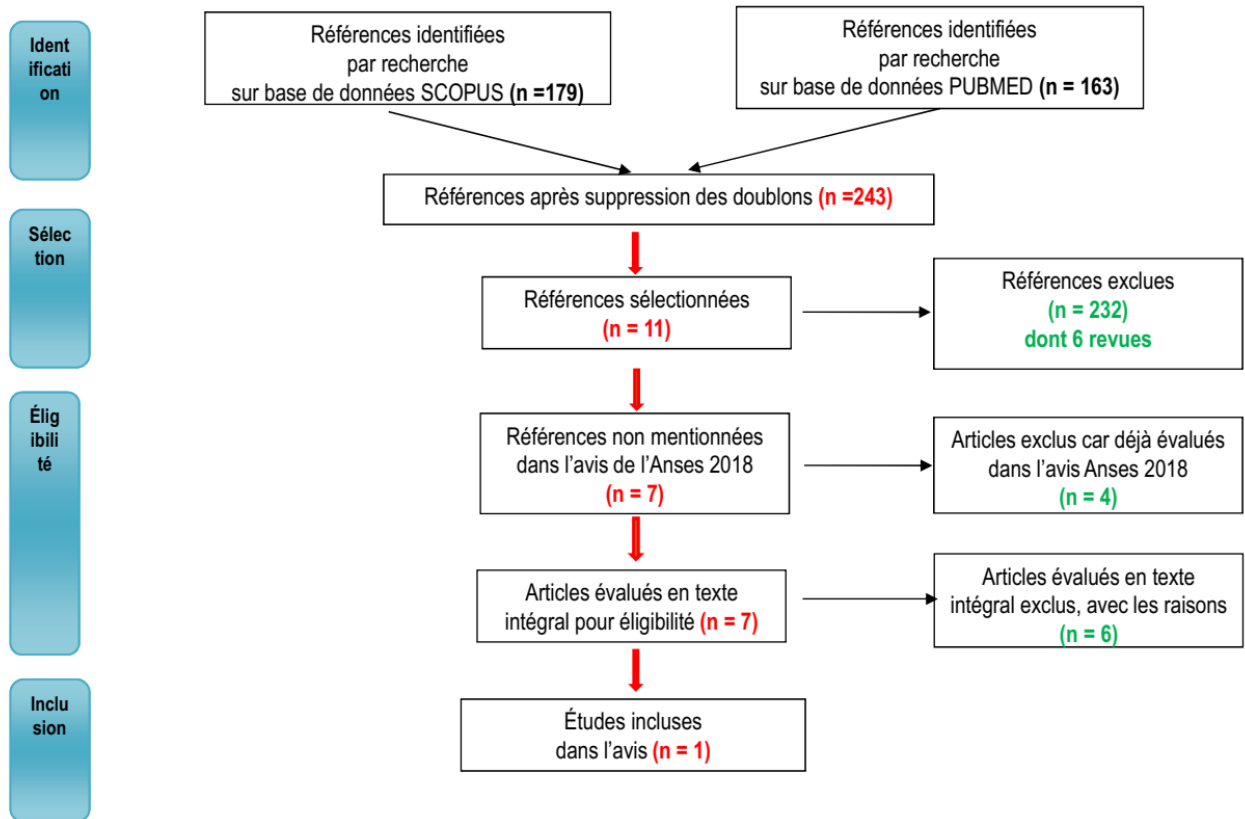 Ident
ificati
on
Références identifiées
par recherche
sur base de données SCOPUS (n =179)
Références identifiées
par recherche
sur base de données PUBMED (n = 163)
Références après suppression des doublons (n =243)
Sélec
tion
Références sélectionnées
(n = 11)
Références exclues
(n = 232)
dont 6 revues
Élig
ibili
té
Références non mentionnées
dans l’avis de l’Anses 2018
(n = 7)
Articles exclus car déjà évalués
dans l’avis Anses 2018
(n = 4)
Articles évalués en texte
intégral pour éligibilité (n = 7)
Articles évalués en texte
intégral exclus, avec les raisons
(n = 6)
Inclu
sion
Études incluses
dans l’avis (n = 1)